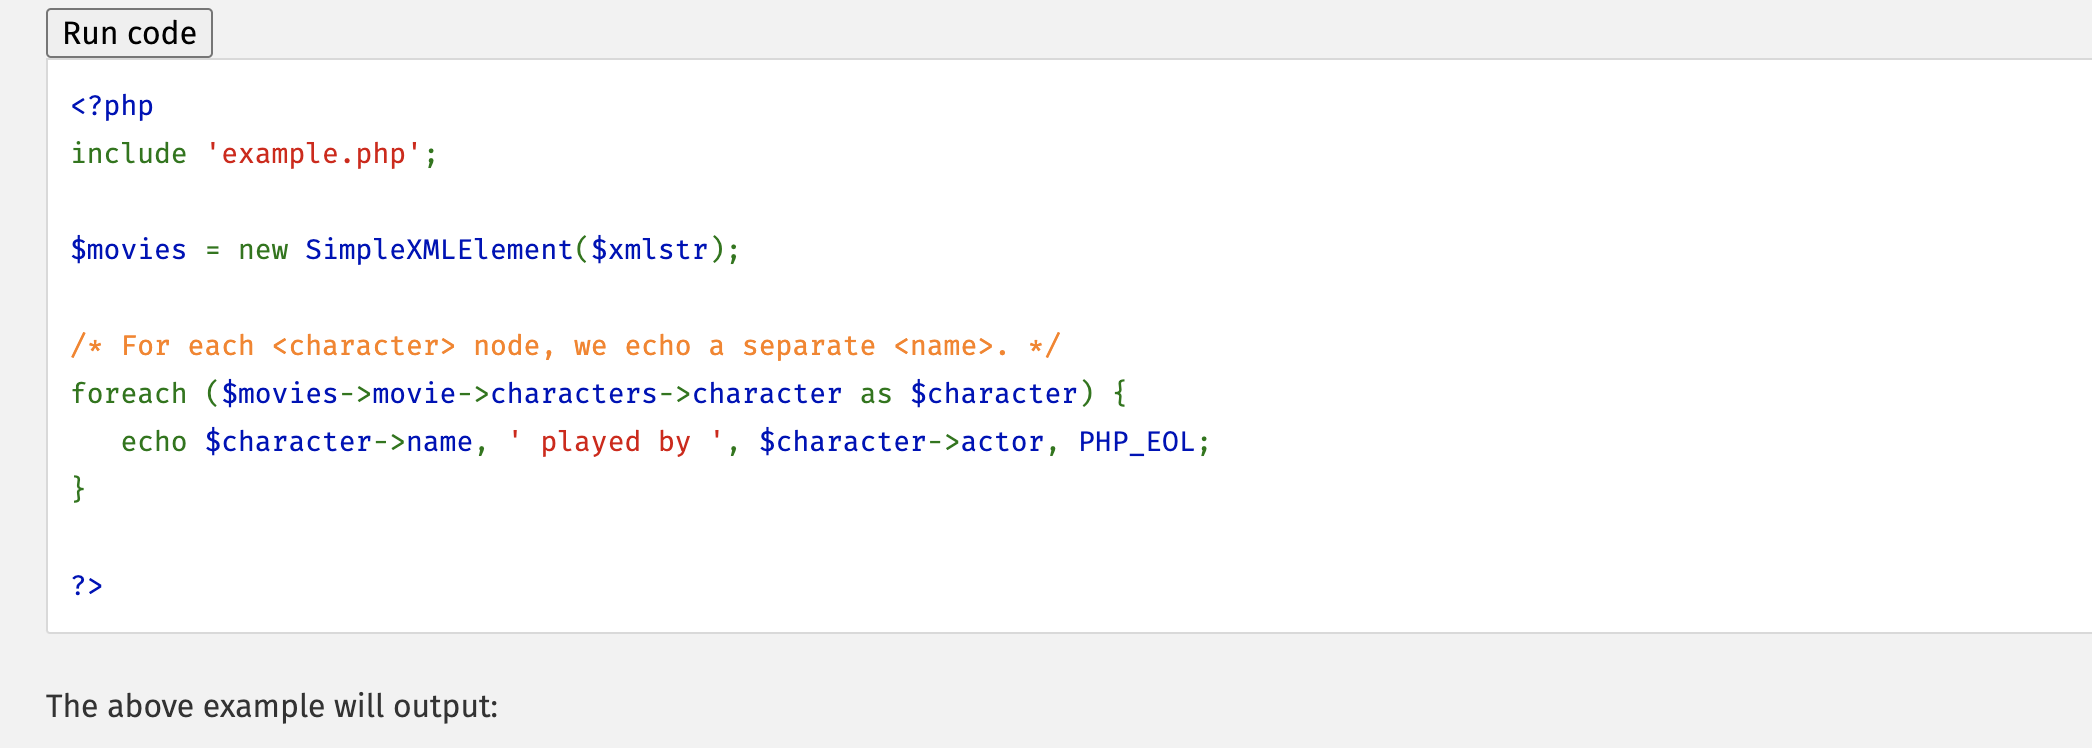 Run code
<?php
include 'example.php';
$movies = new SimpleXMLElement($xmlstr);
/* For each <character> node, we echo a separate <name>. */
foreach ($movies->movie->characters->character as $character) {
   echo $character->name, ' played by ', $character->actor, PHP_EOL;
}
?>
The above example will output: